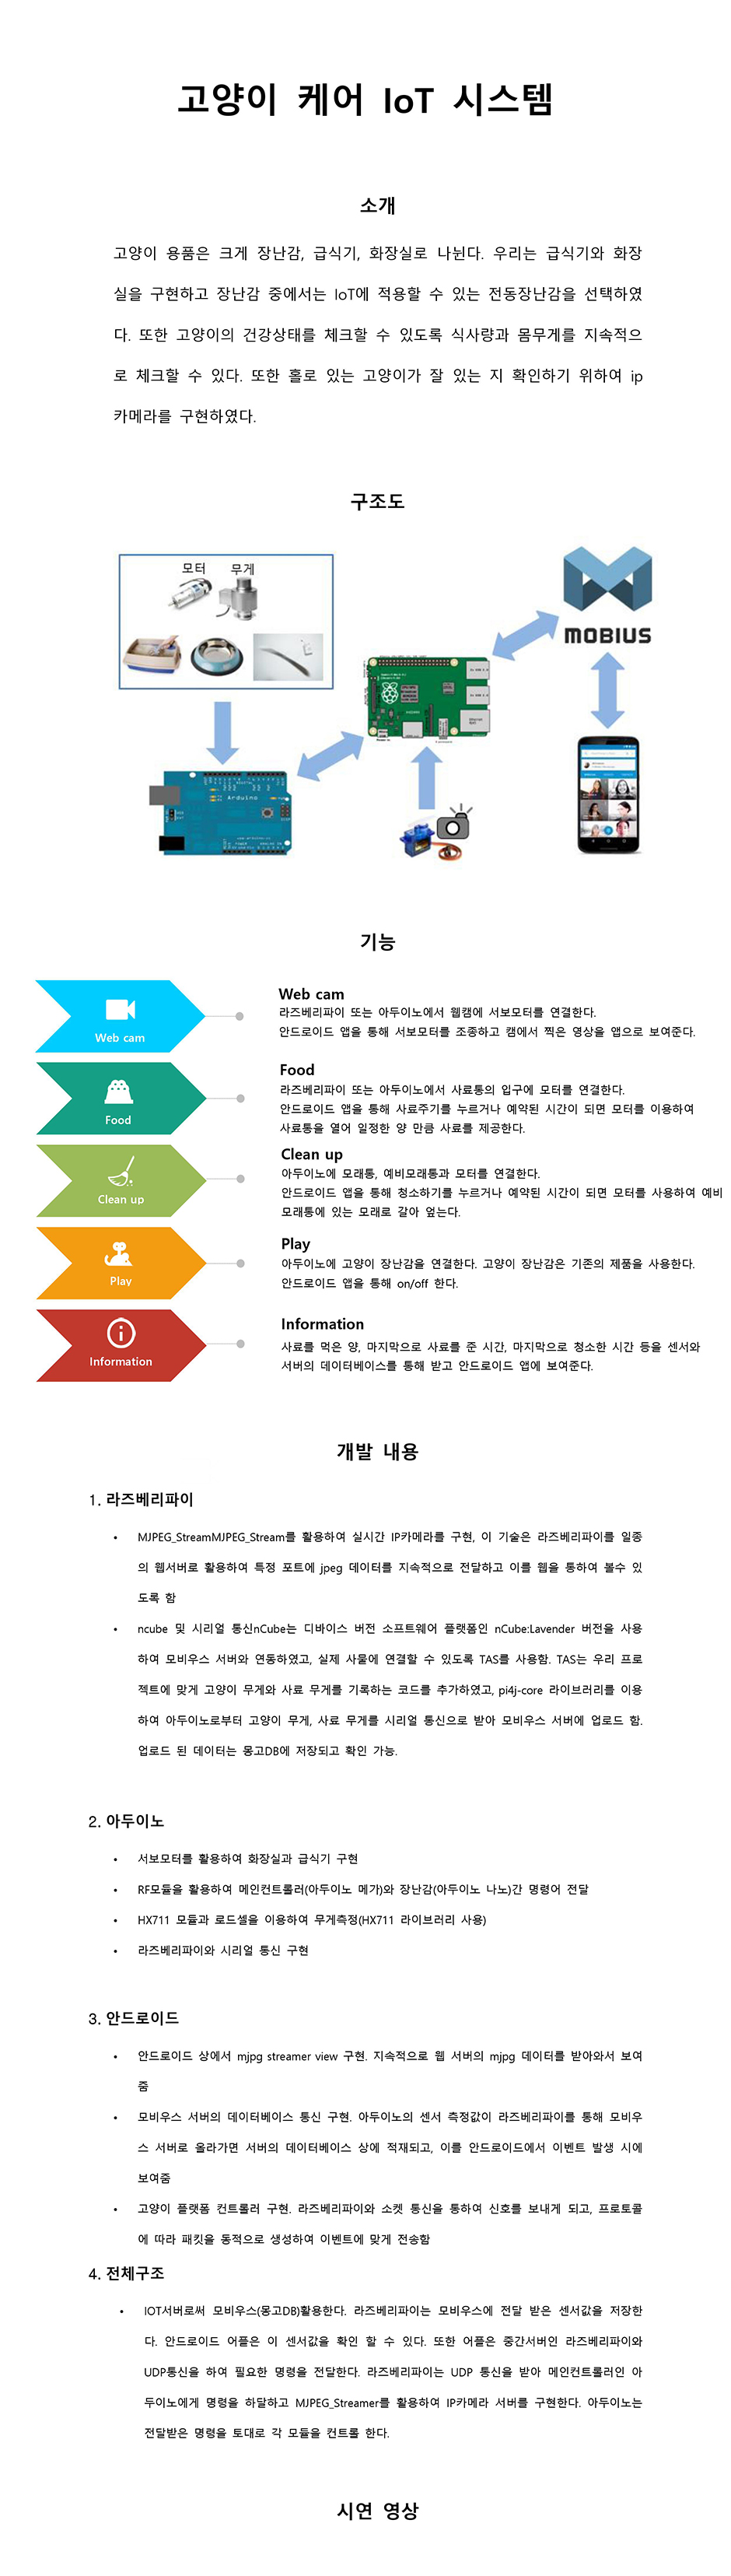 고양이 케어 IoT 시스템
소개
고양이 용품은 크게 장난감, 급식기, 화장실로 나뉜다. 우리는 급식기와 화장
실을 구현하고 장난감 중에서는 IoT에 적용할 수 있는 전동장난감을 선택하였
다. 또한 고양이의 건강상태를 체크할 수 있도록 식사량과 몸무게를 지속적으
로 체크할 수 있다. 또한 홀로 있는 고양이가 잘 있는 지 확인하기 위하여 ip
카메라를 구현하였다.
구조도
모터 무게
MOBIUS
Arduino
기능
Web cam
Web cam
라즈베리파이 또는 아두이노에서 웹캠에 서보모터를 연결한다.
안드로이드 앱을 통해 서보모터를 조종하고 캠에서 찍은 영상을 앱으로 보여준다.
Food
Food
라즈베리파이 또는 아두이노에서 사료통의 입구에 모터를 연결한다.
안드로이드 앱을 통해 사료주기를 누르거나 예약된 시간이 되면 모터를 이용하여
사료통을 열어 일정한 양 만큼 사료를 제공한다.
Clean up
Clean up
아두이노에 모래통, 예비모래통과 모터를 연결한다.
안드로이드 앱을 통해 청소하기를 누르거나 예약된 시간이 되면 모터를 사용하여 예비
모래통에 있는 모래로 갈아 엎는다.
Play
Play
아두이노에 고양이 장난감을 연결한다. 고양이 장난감은 기존의 제품을 사용한다.
안드로이드 앱을 통해 on/off 한다.
Information
Information
사료를 먹은 양, 마지막으로 사료를 준 시간, 마지막으로 청소한 시간 등을 센서와
서버의 데이터베이스를 통해 받고 안드로이드 앱에 보여준다.
개발 내용
1. 라즈베리파이
• MJPEG_StreamMJPEG_Stream를 활용하여 실시간 IP카메라를 구현, 이 기술은 라즈베리파이를 일종
의 웹서버로 활용하여 특정 포트에 jpeg 데이터를 지속적으로 전달하고 이를 웹을 통하여 볼수 있
도록 함
• ncube 및 시리얼 통신nCube는 디바이스 버전 소프트웨어 플랫폼인 nCube:Lavender 버전을 사용
하여 모비우스 서버와 연동하였고, 실제 사물에 연결할 수 있도록 TAS를 사용함. TAS는 우리 프로
젝트에 맞게 고양이 무게와 사료 무게를 기록하는 코드를 추가하였고, pi4j-core 라이브러리를 이용
하여 아두이노로부터 고양이 무게, 사료 무게를 시리얼 통신으로 받아 모비우스 서버에 업로드 함.
업로드 된 데이터는 몽고DB에 저장되고 확인 가능.
2. 아두이노
• 서보모터를 활용하여 화장실과 급식기 구현
• RF모듈을 활용하여 메인컨트롤러(아두이노 메가)와 장난감(아두이노 나노)간 명령어 전달
• HX711 모듈과 로드셀을 이용하여 무게측정(HX711 라이브러리 사용)
• 라즈베리파이와 시리얼 통신 구현
3. 안드로이드
• 안드로이드 상에서 mjpg streamer view 구현. 지속적으로 웹 서버의 mjpg 데이터를 받아와서 보여
줌
• 모비우스 서버의 데이터베이스 통신 구현. 아두이노의 센서 측정값이 라즈베리파이를 통해 모비우
스 서버로 올라가면 서버의 데이터베이스 상에 적재되고, 이를 안드로이드에서 이벤트 발생 시에
보여줌
• 고양이 플랫폼 컨트롤러 구현. 라즈베리파이와 소켓 통신을 통하여 신호를 보내게 되고, 프로토콜
에 따라 패킷을 동적으로 생성하여 이벤트에 맞게 전송함
4. 전체구조
• IOT서버로써 모비우스(몽고DB)활용한다. 라즈베리파이는 모비우스에 전달 받은 센서값을 저장한
다. 안드로이드 어플은 이 센서값을 확인 할 수 있다. 또한 어플은 중간서버인 라즈베리파이와
UDP통신을 하여 필요한 명령을 전달한다. 라즈베리파이는 UDP 통신을 받아 메인컨트롤러인 아
두이노에게 명령을 하달하고 MJPEG_Streamer를 활용하여 IP카메라 서버를 구현한다. 아두이노는
전달받은 명령을 토대로 각 모듈을 컨트롤 한다.
시연 영상